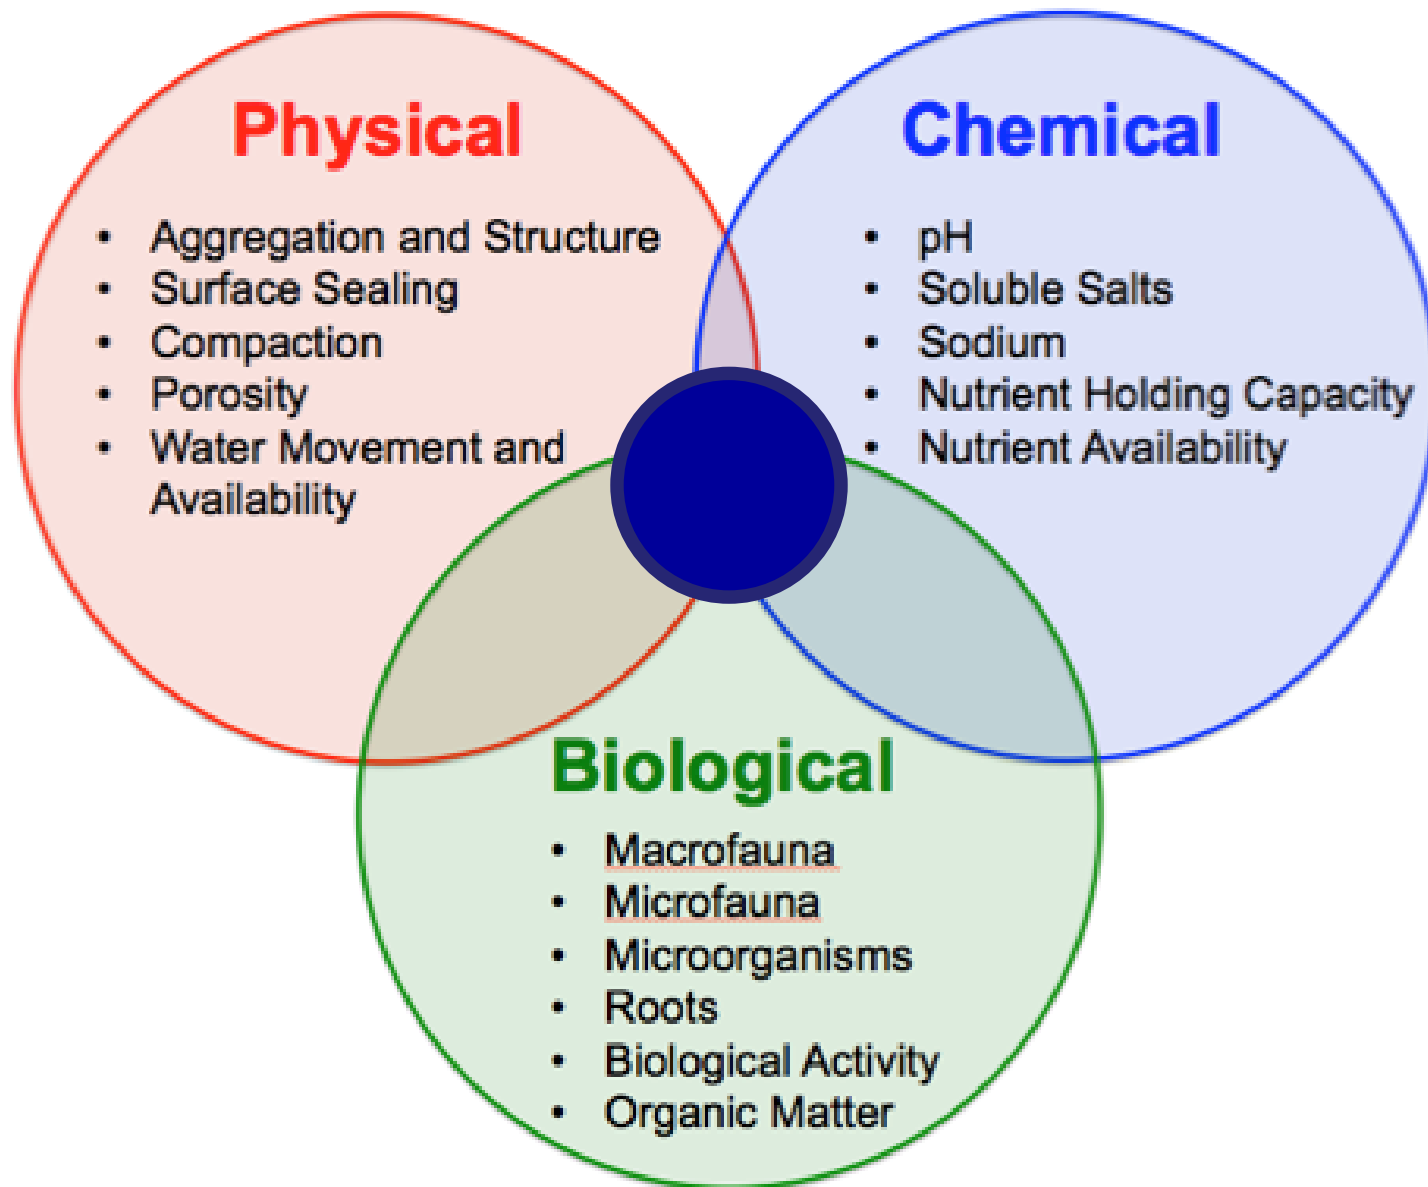 Physical
• Aggregation and Structure
• Surface Sealing
• Compaction
• Porosity
• Water Movement and
Availability
Chemical
• pH
• Soluble Salts
• Sodium
• Nutrient Holding Capacity
• Nutrient Availability
Biological
• Macrofauna
• Microfauna
• Microorganisms
• Roots
• Biological Activity
• Organic Matter